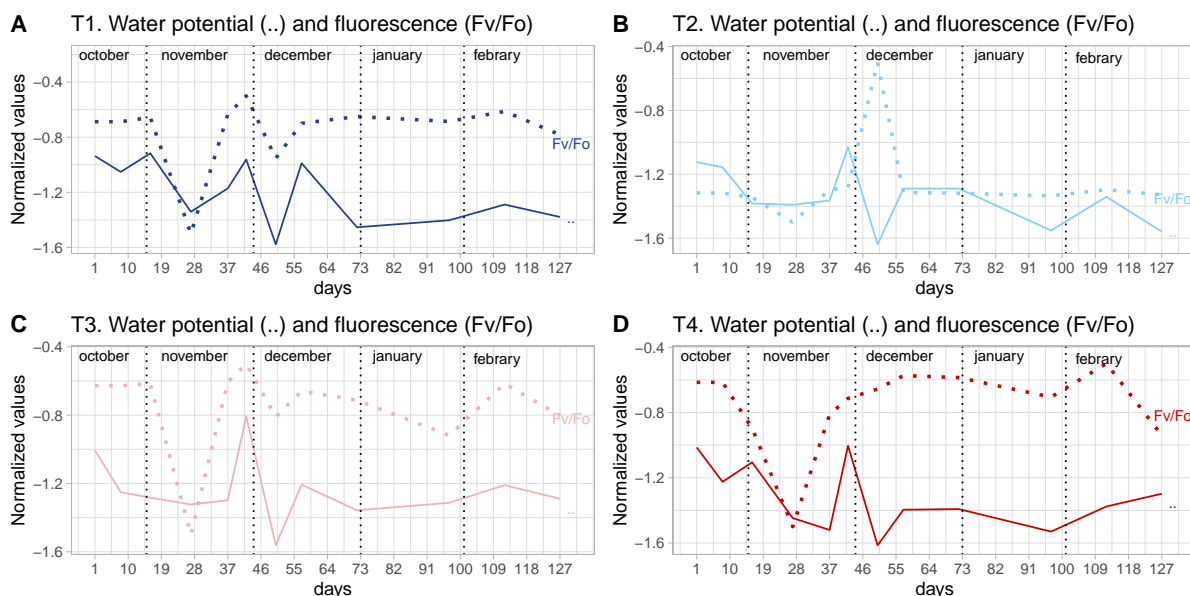 A T1. Water potential (..) and fluorescence (Fv/Fo)
october november december january febrary
Normalized values
−0.4
−0.8
−1.2
−1.6
Fv/Fo
..
1 10 19 28 37 46 55 64 73 82 91 100 109 118 127
days
B T2. Water potential (..) and fluorescence (Fv/Fo)
october november december january febrary
Normalized values
−0.4
−0.8
−1.2
−1.6
Fv/Fo
..
1 10 19 28 37 46 55 64 73 82 91 100 109 118 127
days
C T3. Water potential (..) and fluorescence (Fv/Fo)
october november december january febrary
Normalized values
−0.4
−0.8
−1.2
−1.6
Fv/Fo
..
1 10 19 28 37 46 55 64 73 82 91 100 109 118 127
days
D T4. Water potential (..) and fluorescence (Fv/Fo)
october november december january febrary
Normalized values
−0.4
−0.8
−1.2
−1.6
Fv/Fo
..
1 10 19 28 37 46 55 64 73 82 91 100 109 118 127
days